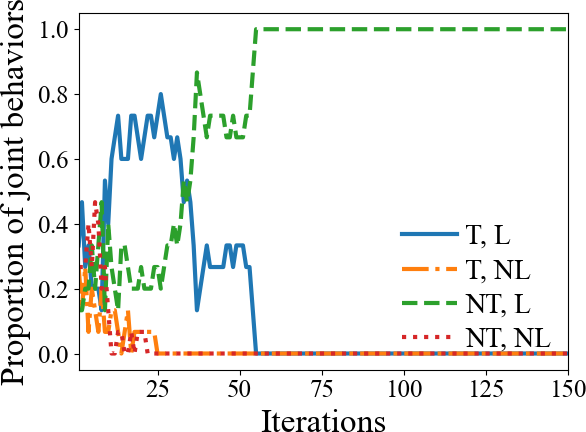 Proportion of joint behaviors
1.0
0.8
0.6
0.4
0.2
0.0
T, L
T, NL
NT, L
NT, NL
25 50 75 100 125 150
Iterations